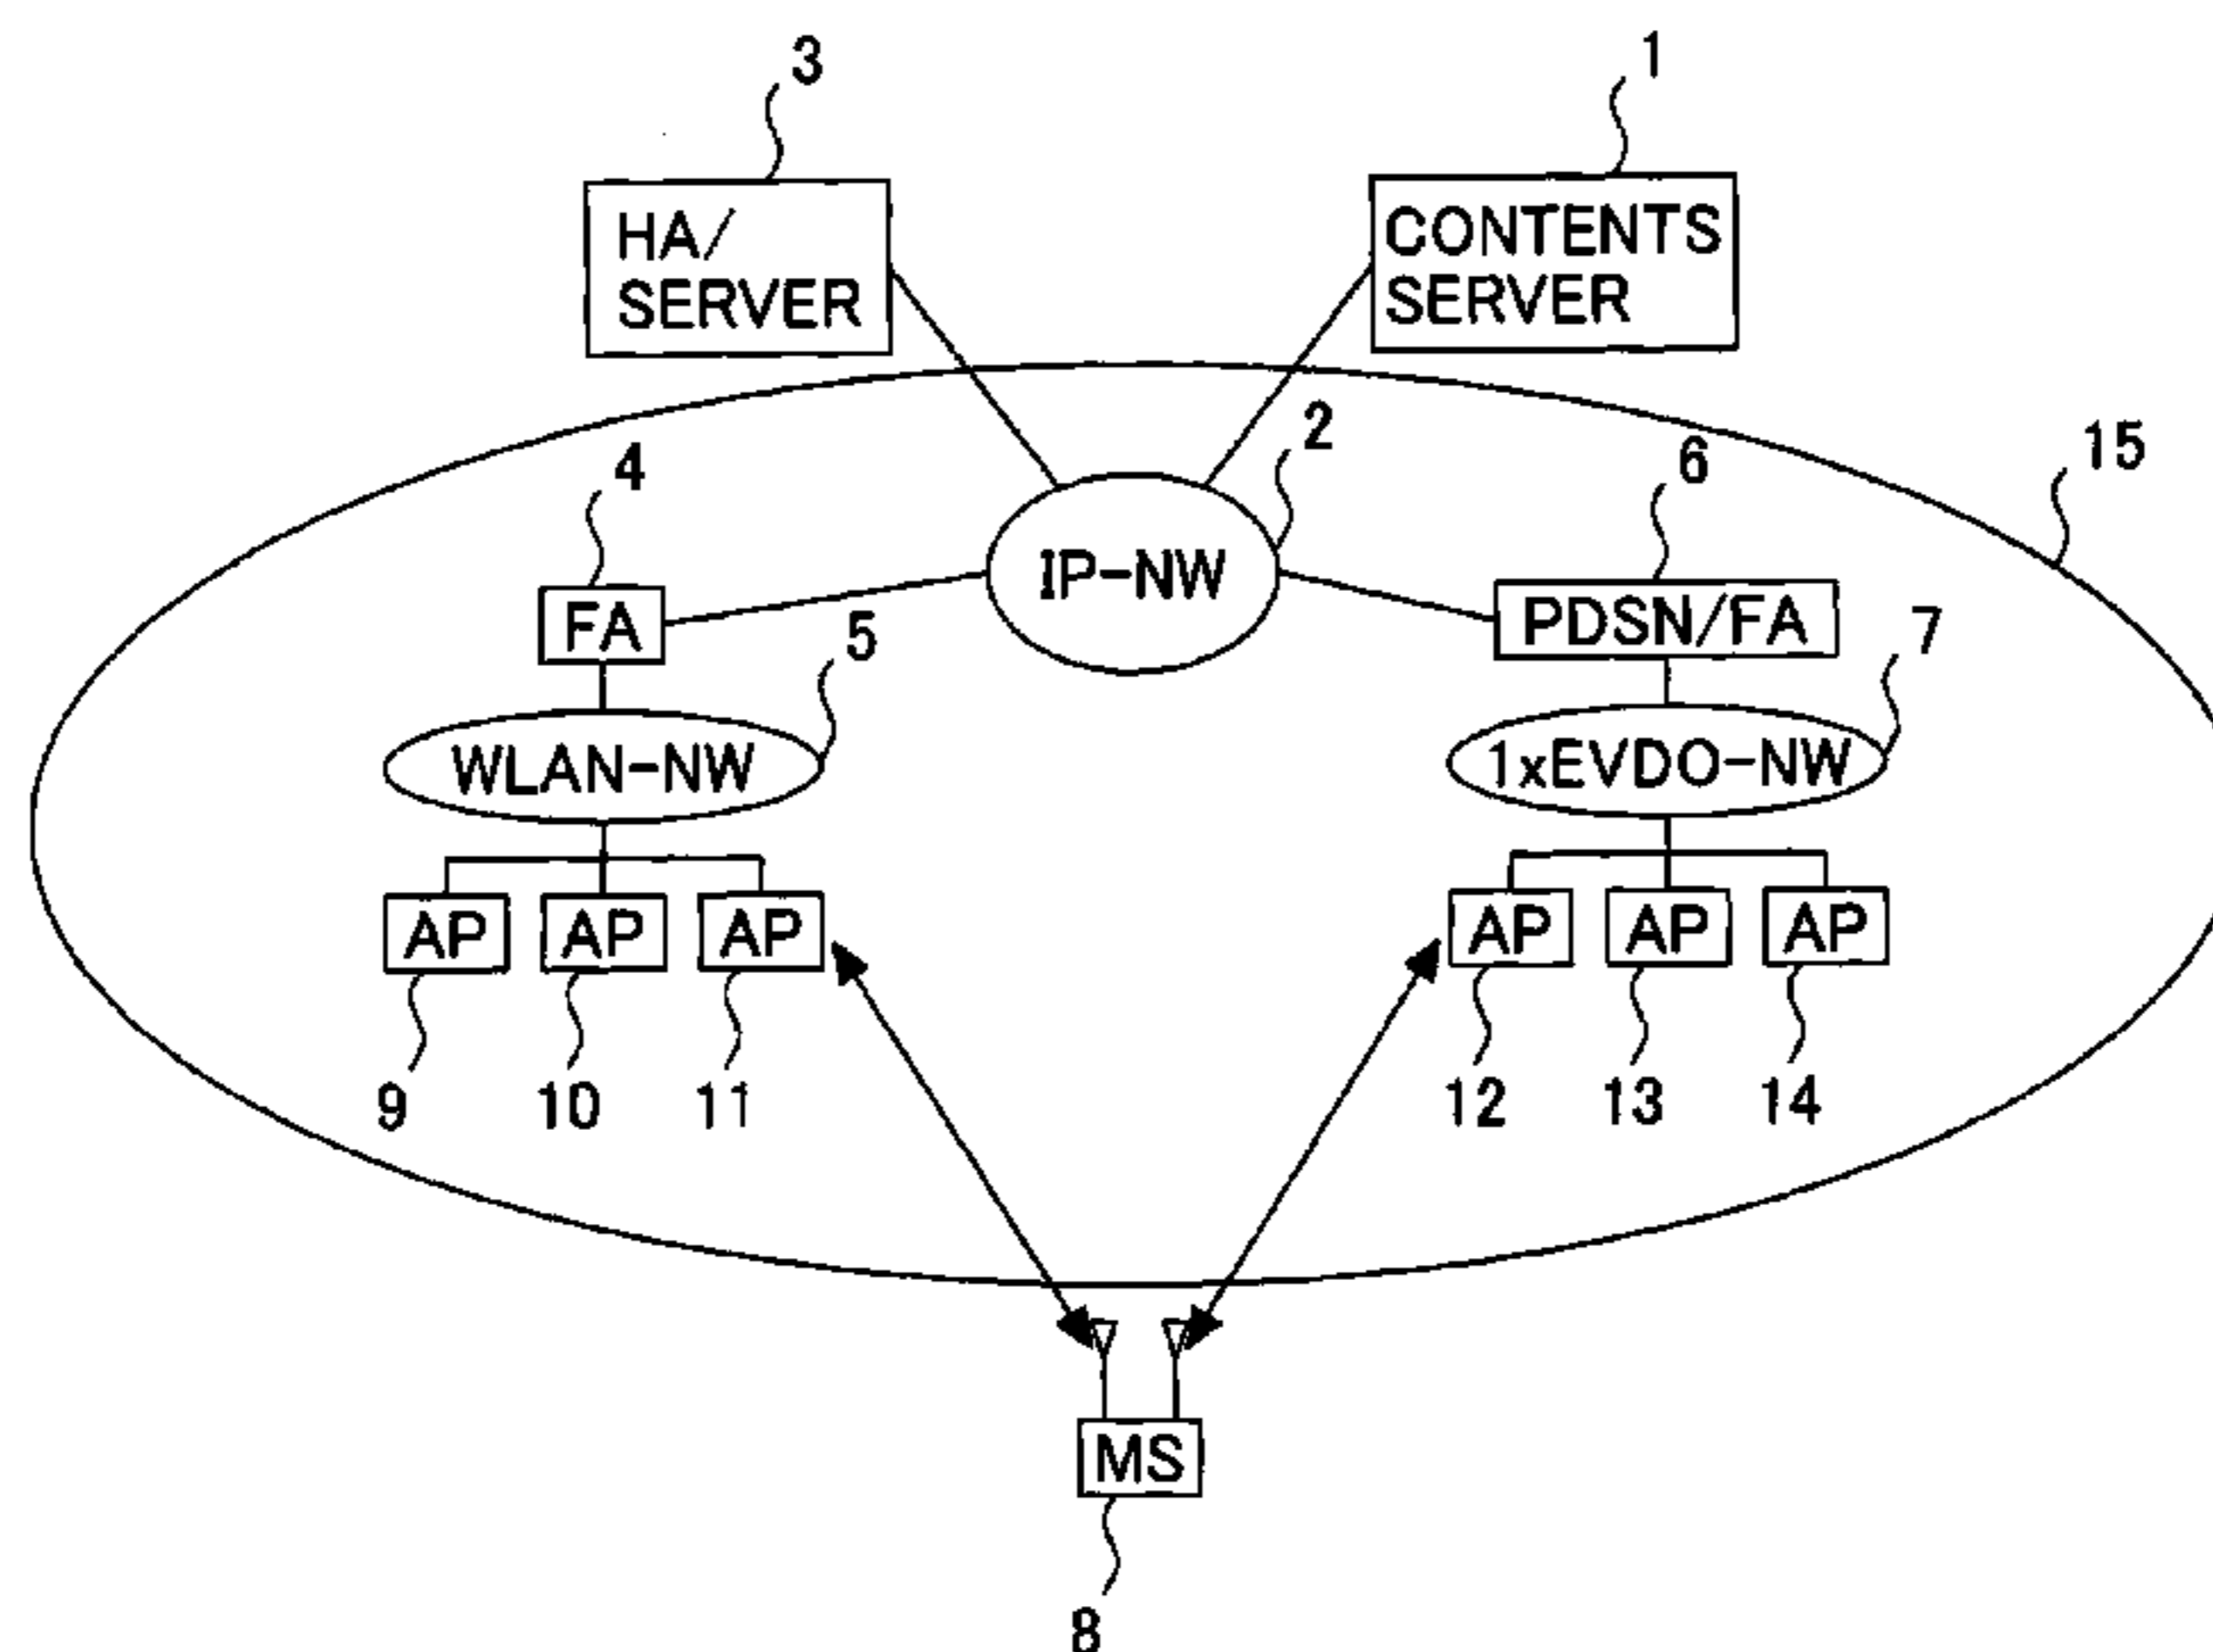 3
1
HA/
SERVER
CONTENTS
SERVER
2
4
6
15
IP-NW
FA
PDSN/FA
5
7
WLAN-NW
1xEVDO-NW
AP
AP
AP
AP
AP
AP
9
10
11
12
13
14
MS
8